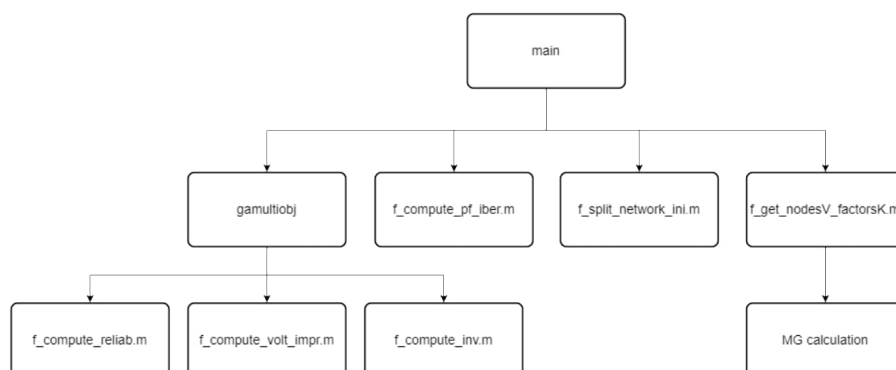 main
gamultiobj
f_compute_pf_iber.m
f_split_network_ini.m
f_get_nodesV_factorsK.m
f_compute_reliab.m
f_compute_volt_impr.m
f_compute_inv.m
MG calculation